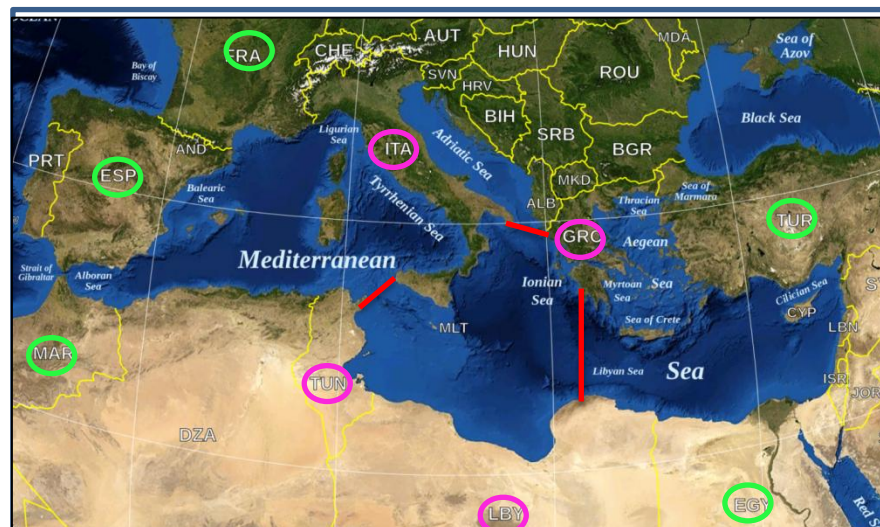 FRA
CHE
AUT
HUN
MDA
Sea of
Azov
Bay of
Biscay
SVN
HRV
ROU
Ligurian
Sea
ITA
Adriatic Sea
BIH
SRB
BGR
Black Sea
PRT
AND
ESP
MKD
ALB
Thracian
Sea
Sea of
Marmara
Balearic
Sea
Tyrrhenian Sea
GRC
Aegean
Sea
TUR
Strait of
Gibraltar
Alboran
Sea
Mediterranean
Sea
Ionian
Sea
Myrtoan
Sea
Sea of Crete
Cilician Sea
CYP
MLT
LBN
MAR
TUN
Libyan Sea
ISR
JOR
DZA
LBY
EGY